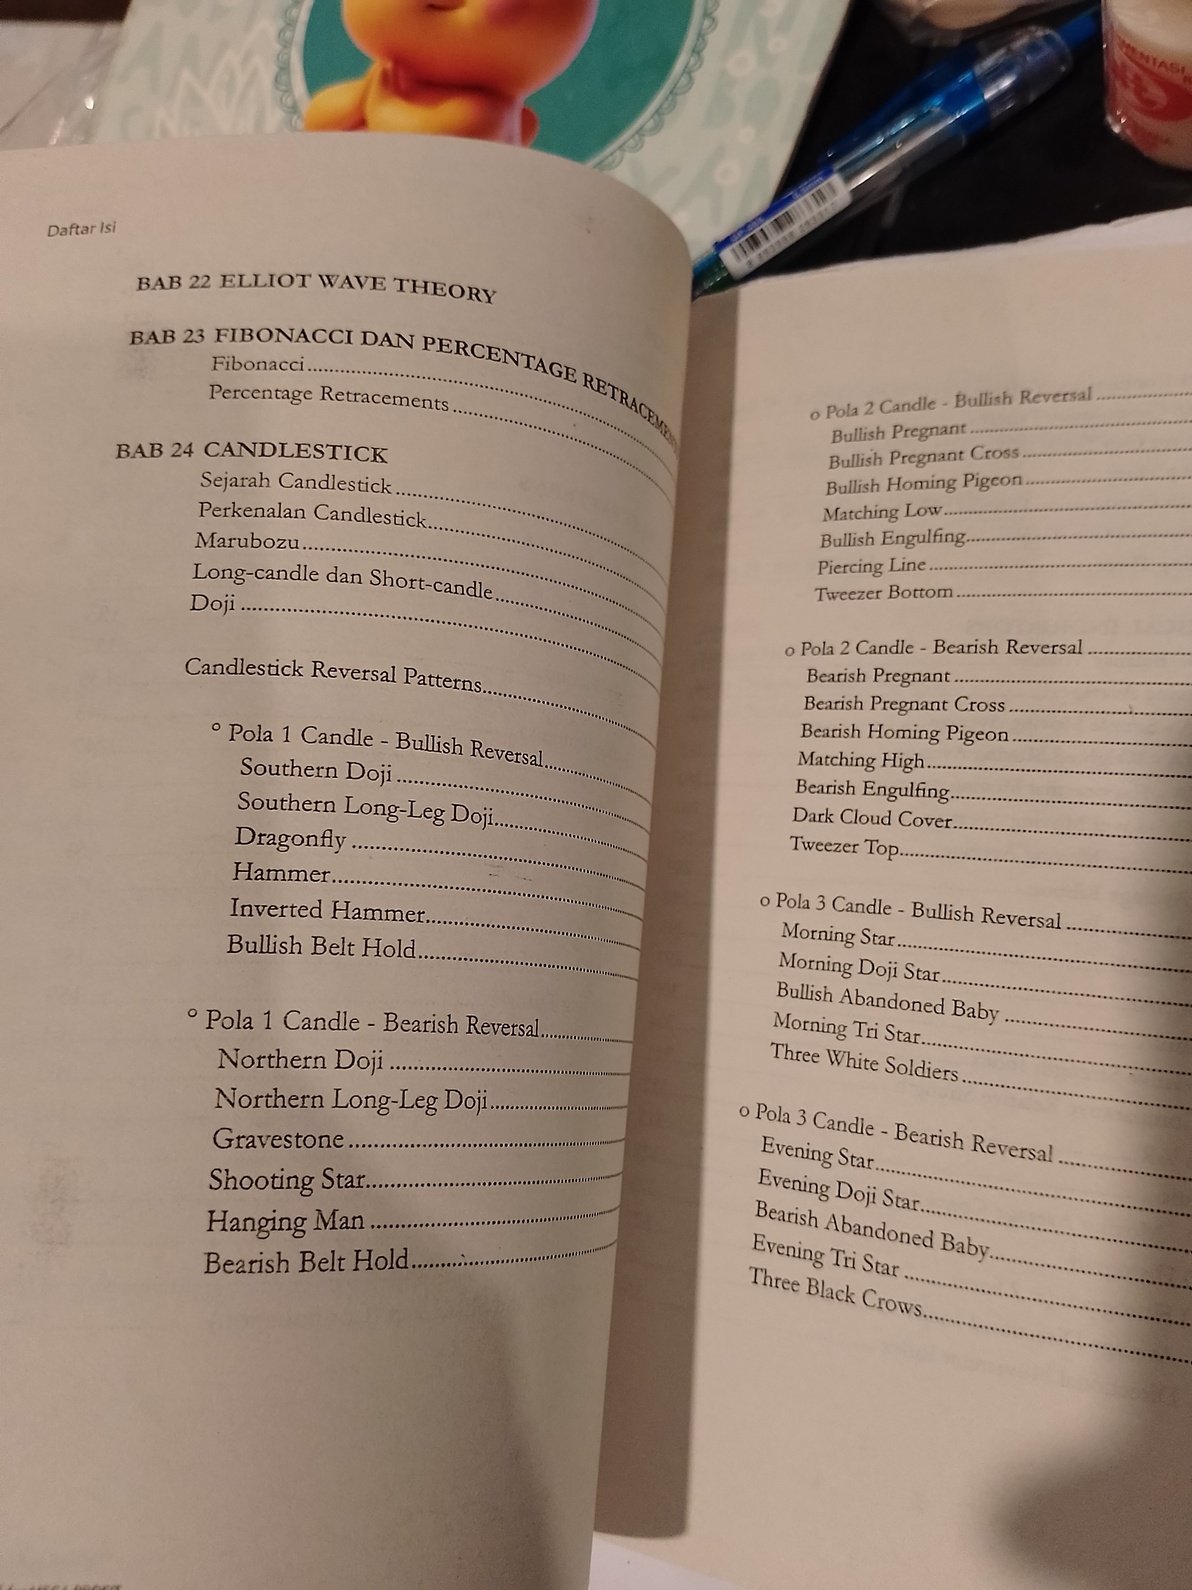 Daftar Isi
BAB 22 ELLIOT WAVE THEORY
BAB 23 FIBONACCI DAN PERCENTAGE RETRACEMENT
Fibonacci
Percentage Retracements
BAB 24 CANDLESTICK
Sejarah Candlestick
Perkenalan Candlestick
Marubozu
Long-candle dan Short-candle
Doji
Candlestick Reversal Patterns
° Pola 1 Candle - Bullish Reversal
Southern Doji
Southern Long-Leg Doji
Dragonfly
Hammer
Inverted Hammer
Bullish Belt Hold
° Pola 1 Candle - Bearish Reversal
Northern Doji
Northern Long-Leg Doji
Gravestone
Shooting Star
Hanging Man
Bearish Belt Hold
o Pola 2 Candle - Bullish Reversal
Bullish Pregnant
Bullish Pregnant Cross
Bullish Homing Pigeon
Matching Low
Bullish Engulfing
Piercing Line
Tweezer Bottom
o Pola 2 Candle - Bearish Reversal
Bearish Pregnant
Bearish Pregnant Cross
Bearish Homing Pigeon
Matching High
Bearish Engulfing
Dark Cloud Cover
Tweezer Top
o Pola 3 Candle - Bullish Reversal
Morning Star
Morning Doji Star
Bullish Abandoned Baby
Morning Tri Star
Three White Soldiers
o Pola 3 Candle - Bearish Reversal
Evening Star
Evening Doji Star
Bearish Abandoned Baby
Evening Tri Star
Three Black Crows